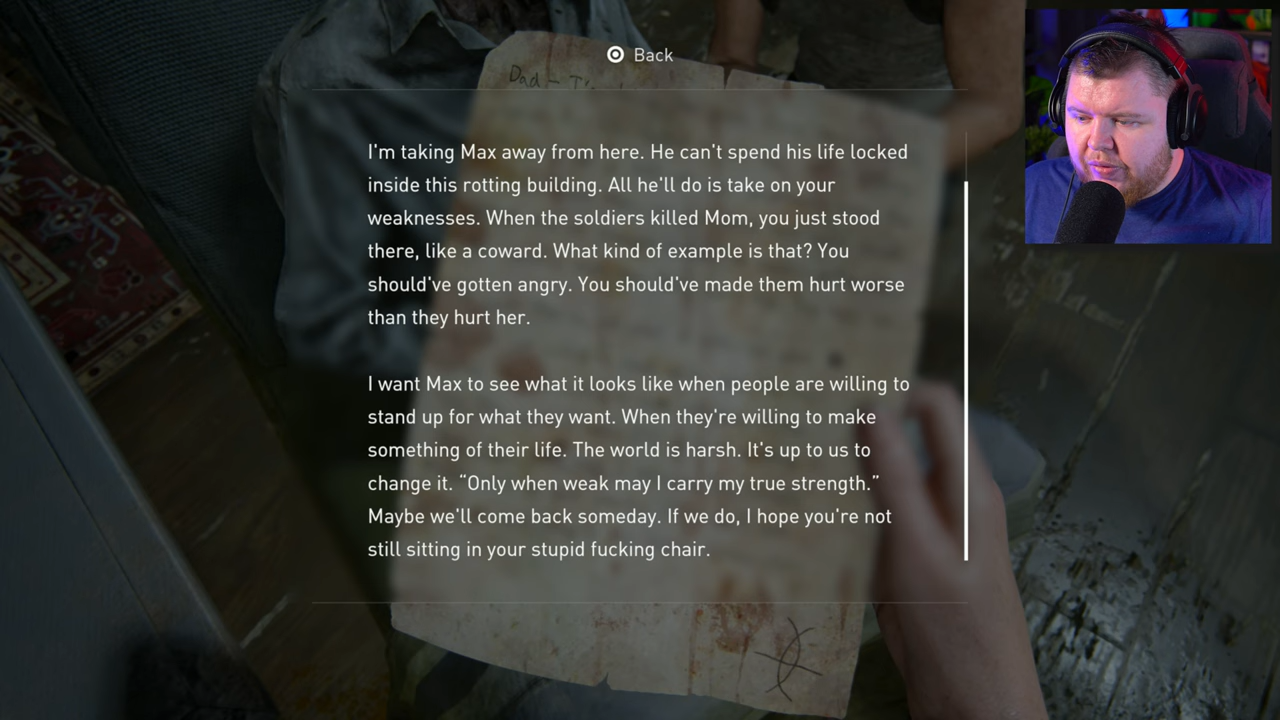 Back
Dad –
I'm taking Max away from here. He can't spend his life locked
inside this rotting building. All he'll do is take on your
weaknesses. When the soldiers killed Mom, you just stood
there, like a coward. What kind of example is that? You
should've gotten angry. You should've made them hurt worse
than they hurt her.
I want Max to see what it looks like when people are willing to
stand up for what they want. When they're willing to make
something of their life. The world is harsh. It's up to us to
change it. “Only when weak may I carry my true strength.”
Maybe we'll come back someday. If we do, I hope you're not
still sitting in your stupid fucking chair.